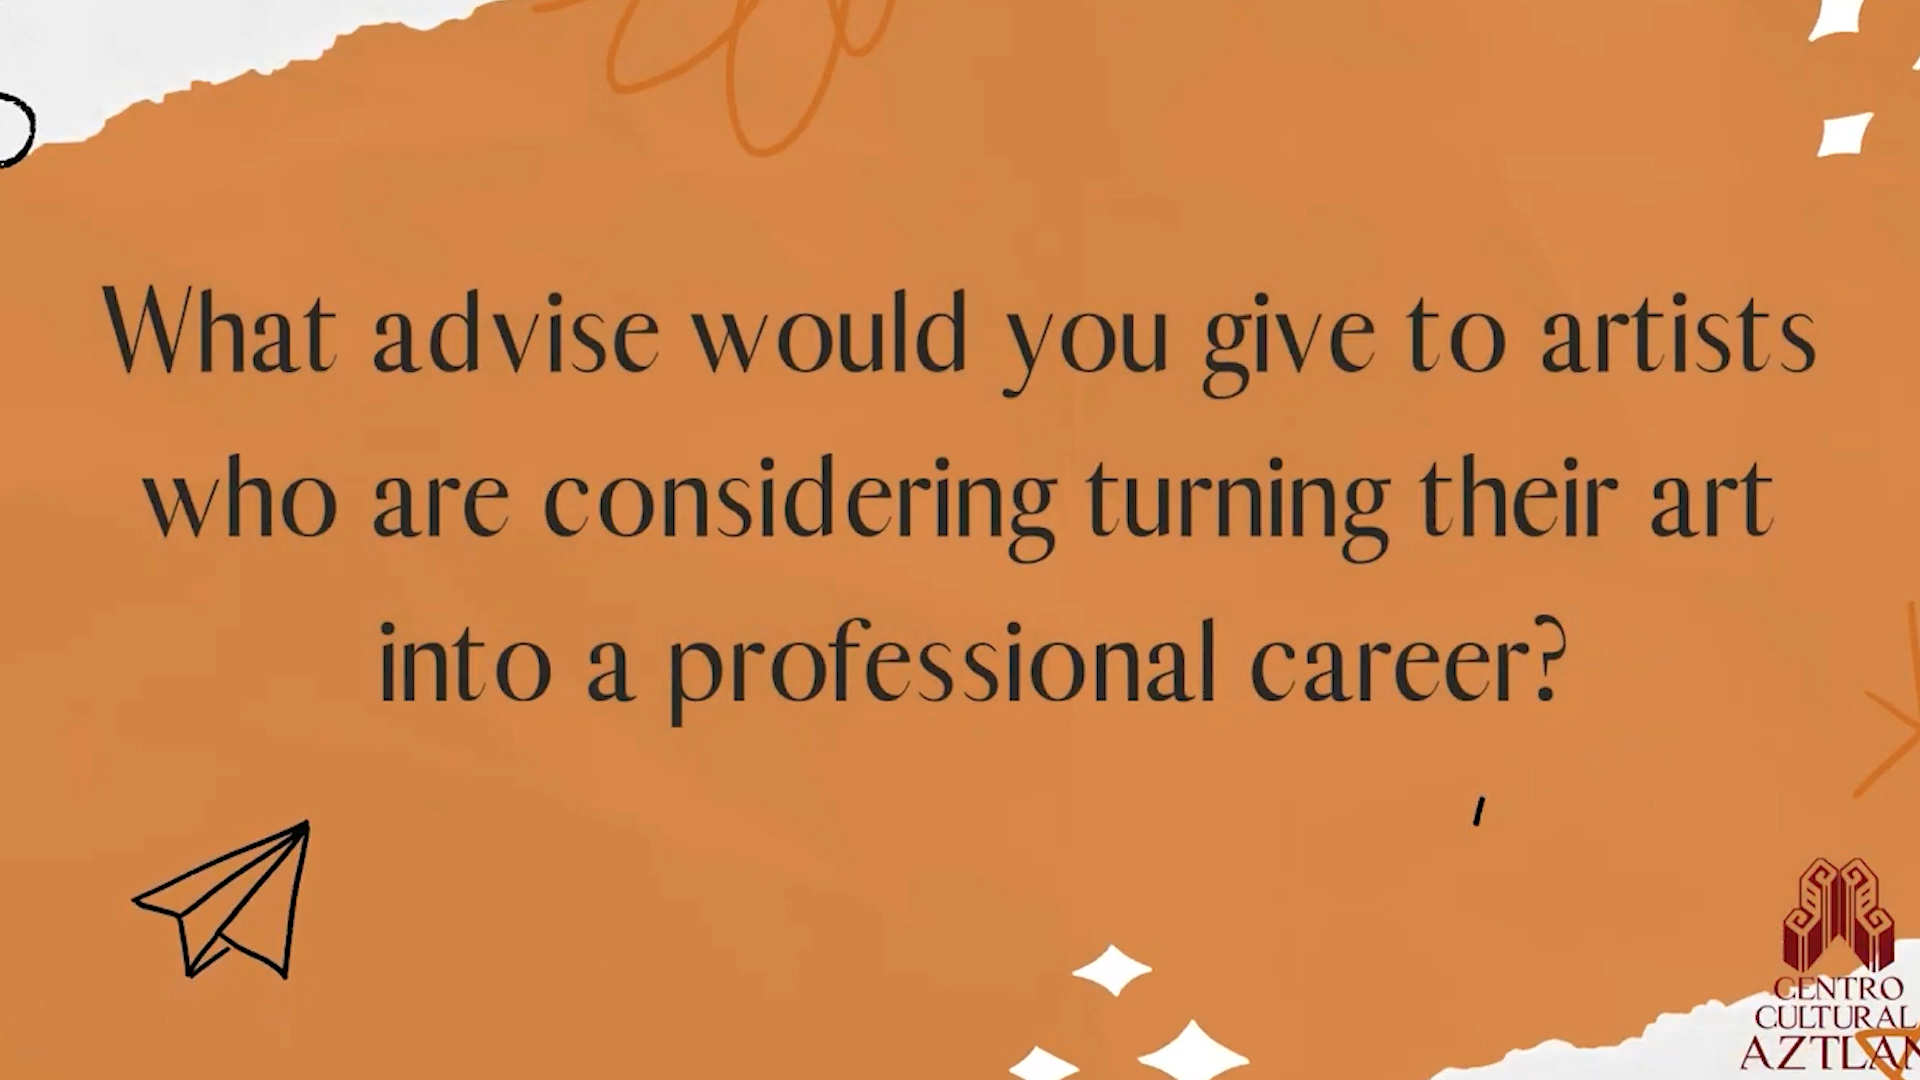 What advise would you give to artists
who are considering turning their art
into a professional career?
CENTRO
CULTURAL
AZTLAN